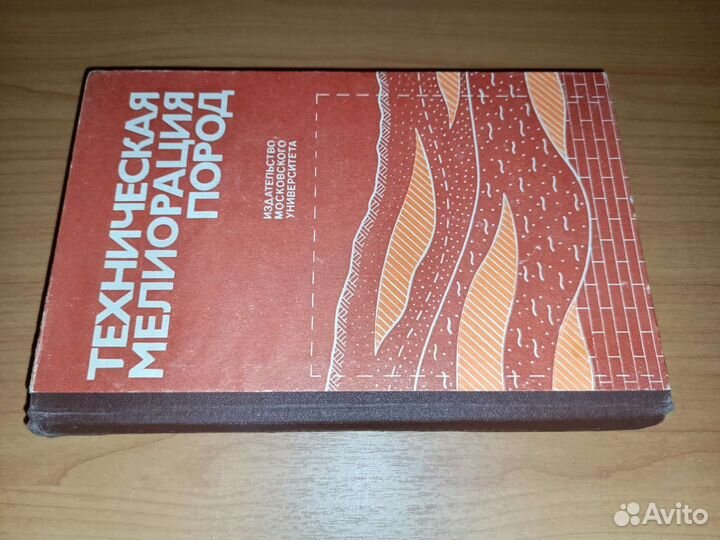 ТЕХНИЧЕСКАЯ
МЕЛИОРАЦИЯ
ПОРОД
ИЗДАТЕЛЬСТВО
МОСКОВСКОГО
УНИВЕРСИТЕТА
Avito